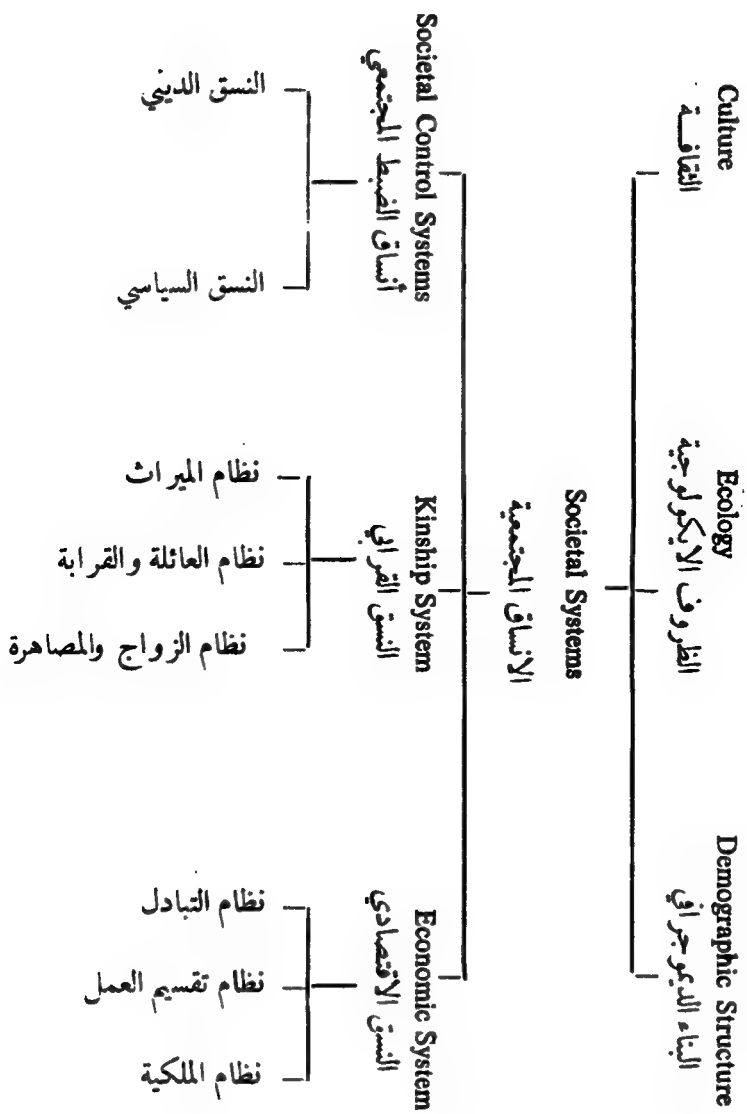 Culture
الثقافة
Ecology
الظروف الايكولوجية
Demographic Structure
البناء الديموجرافي
Societal Systems
الانساق المجتمعية
Societal Control Systems
أنساق الضبط المجتمعي
Kinship System
النسق القرابي
Economic System
النسق الاقتصادي
النسق الديني
النسق السياسي
نظام الميراث
نظام العائلة والقرابة
نظام الزواج والمصاهرة
نظام التبادل
نظام تقسيم العمل
نظام الملكية